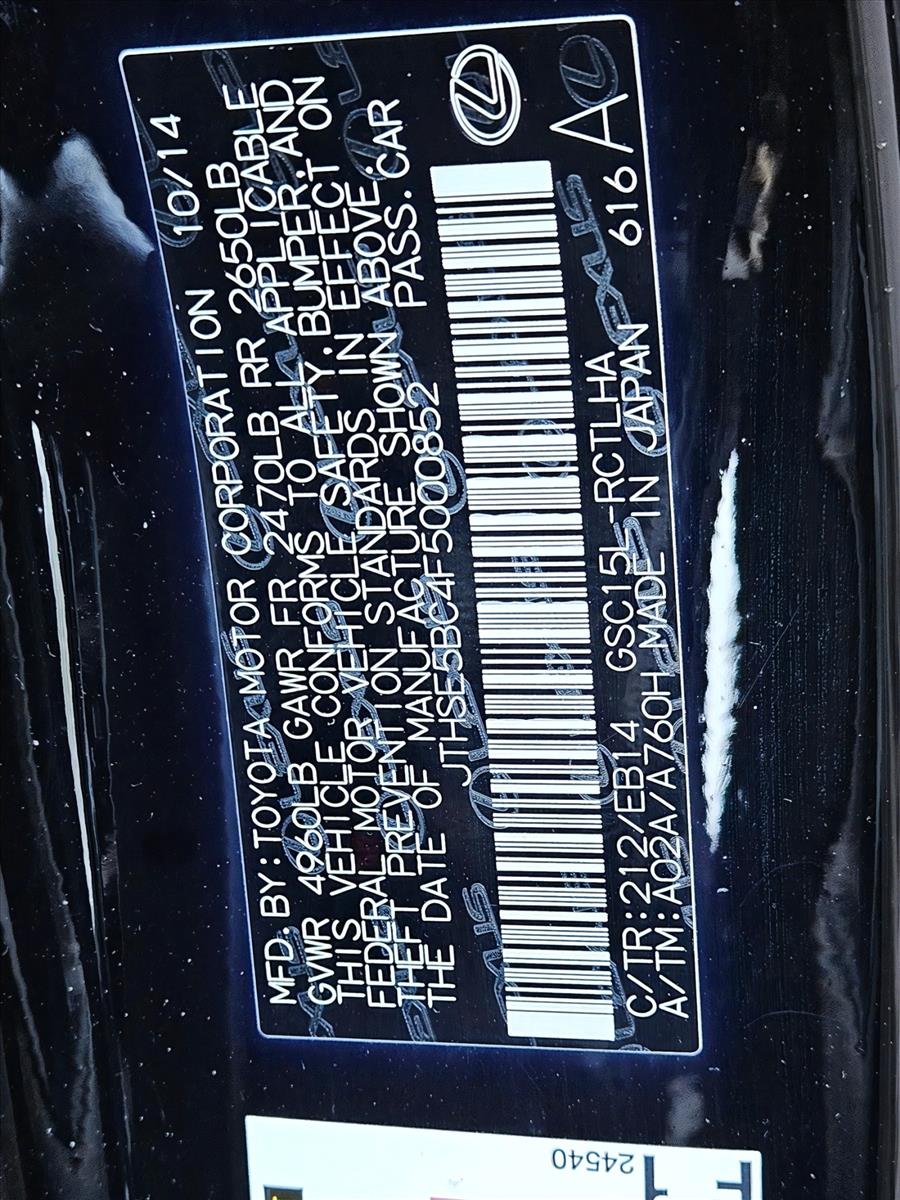 MFD. BY: TOYOTA MOTOR CORPORATION 10/14
GVWR 4960LB GAWR FR 2470LB RR 2650LB
THIS VEHICLE CONFORMS TO ALL APPLICABLE
FEDERAL MOTOR VEHICLE SAFETY, BUMPER, AND
THEFT PREVENTION STANDARDS IN EFFECT ON
THE DATE OF MANUFACTURE SHOWN ABOVE.
JTHSE5BC4F5000852 PASS. CAR
C/TR: 212/EB14 GSC15L-RCTLHA 616 A
A/TM: A02A/A760H MADE IN JAPAN
24540